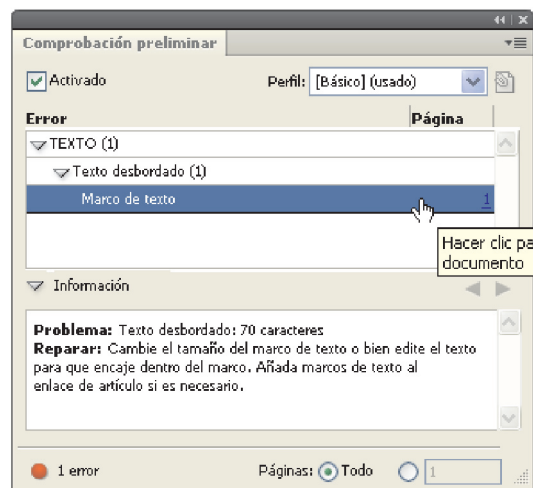 Comprobación preliminar
Activado Perfil: [Básico] (usado)
Error Página
TEXTO (1)
Texto desbordado (1)
Marco de texto 1
Hacer clic pa
documento
Información
Problema: Texto desbordado: 70 caracteres
Reparar: Cambie el tamaño del marco de texto o bien edite el texto
para que encaje dentro del marco. Añada marcos de texto al
enlace de artículo si es necesario.
1 error Páginas: Todo 1